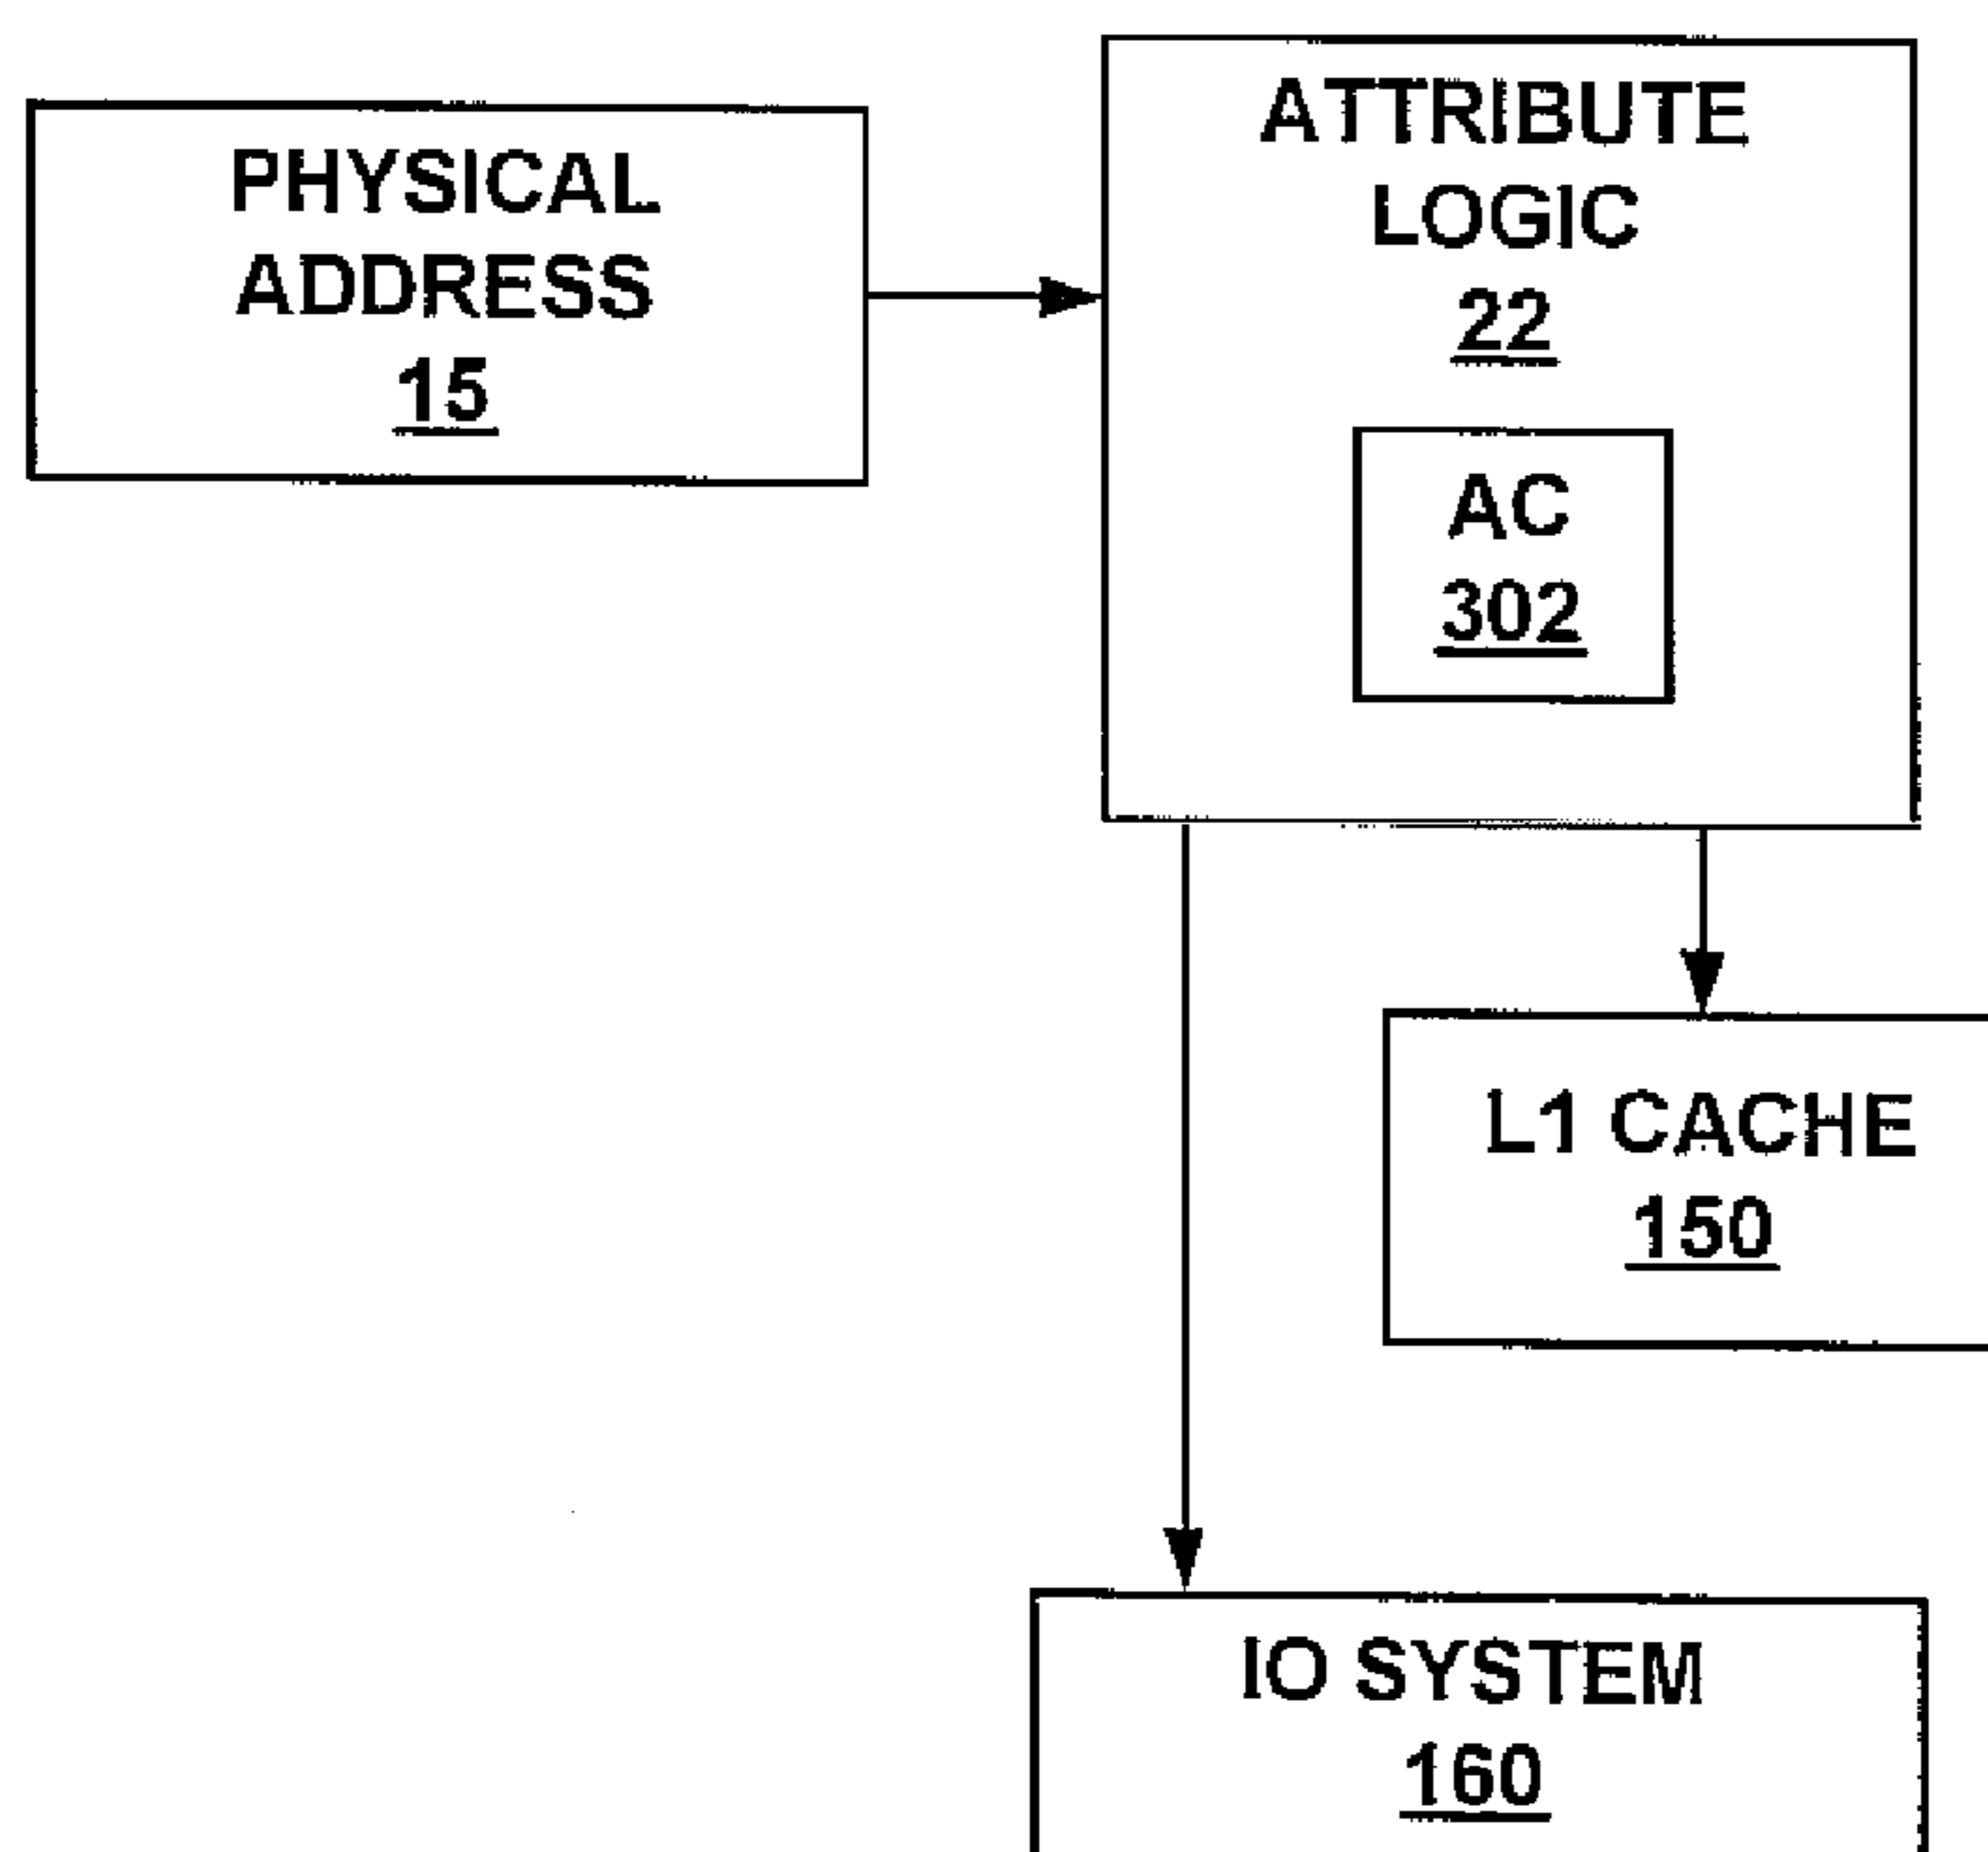 PHYSICAL
ADDRESS
15
ATTRIBUTE
LOGIC
22
AC
302
L1 CACHE
150
IO SYSTEM
160